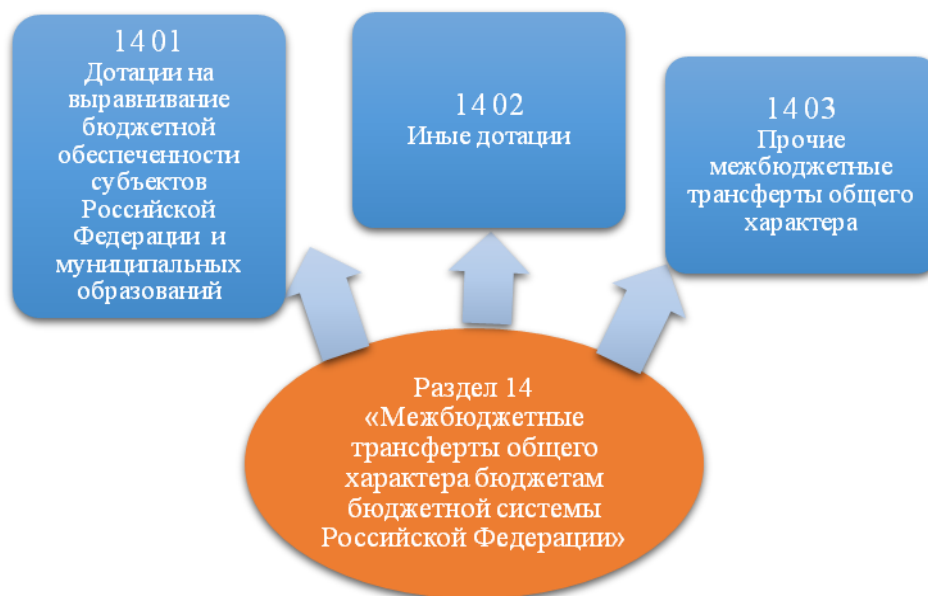 14 01
Дотации на
выравнивание
бюджетной
обеспеченности
субъектов
Российской
Федерации и
муниципальных
образований
14 02
Иные дотации
14 03
Прочие
межбюджетные
трансферты общего
характера
Раздел 14
«Межбюджетные
трансферты общего
характера бюджетам
бюджетной системы
Российской Федерации»